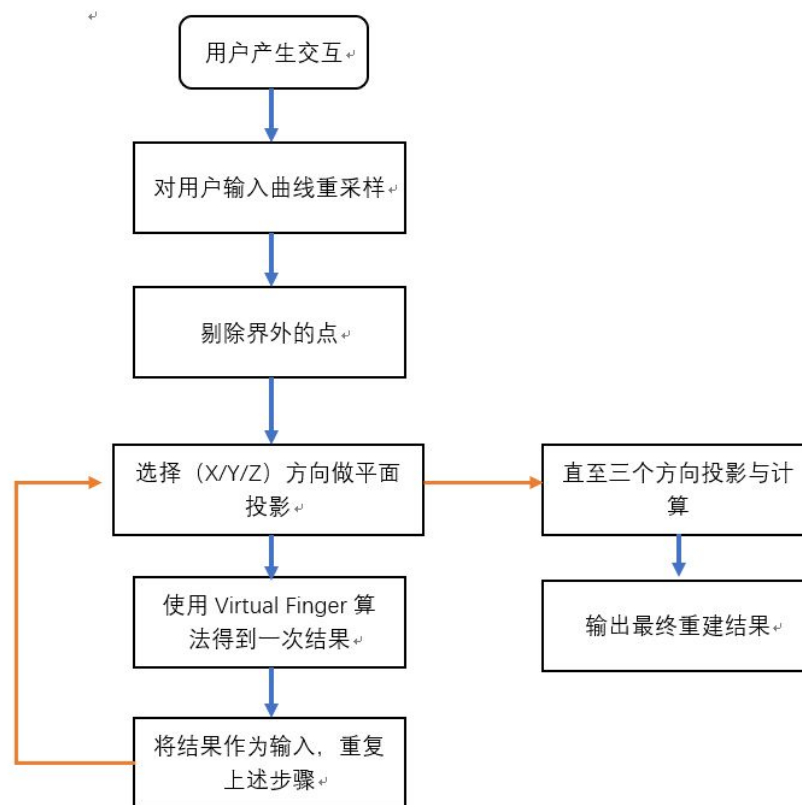 用户产生交互
对用户输入曲线重采样
剔除界外的点
选择（X/Y/Z）方向做平面
投影
直至三个方向投影与计
算
使用 Virtual Finger 算
法得到一次结果
输出最终重建结果
将结果作为输入，重复
上述步骤